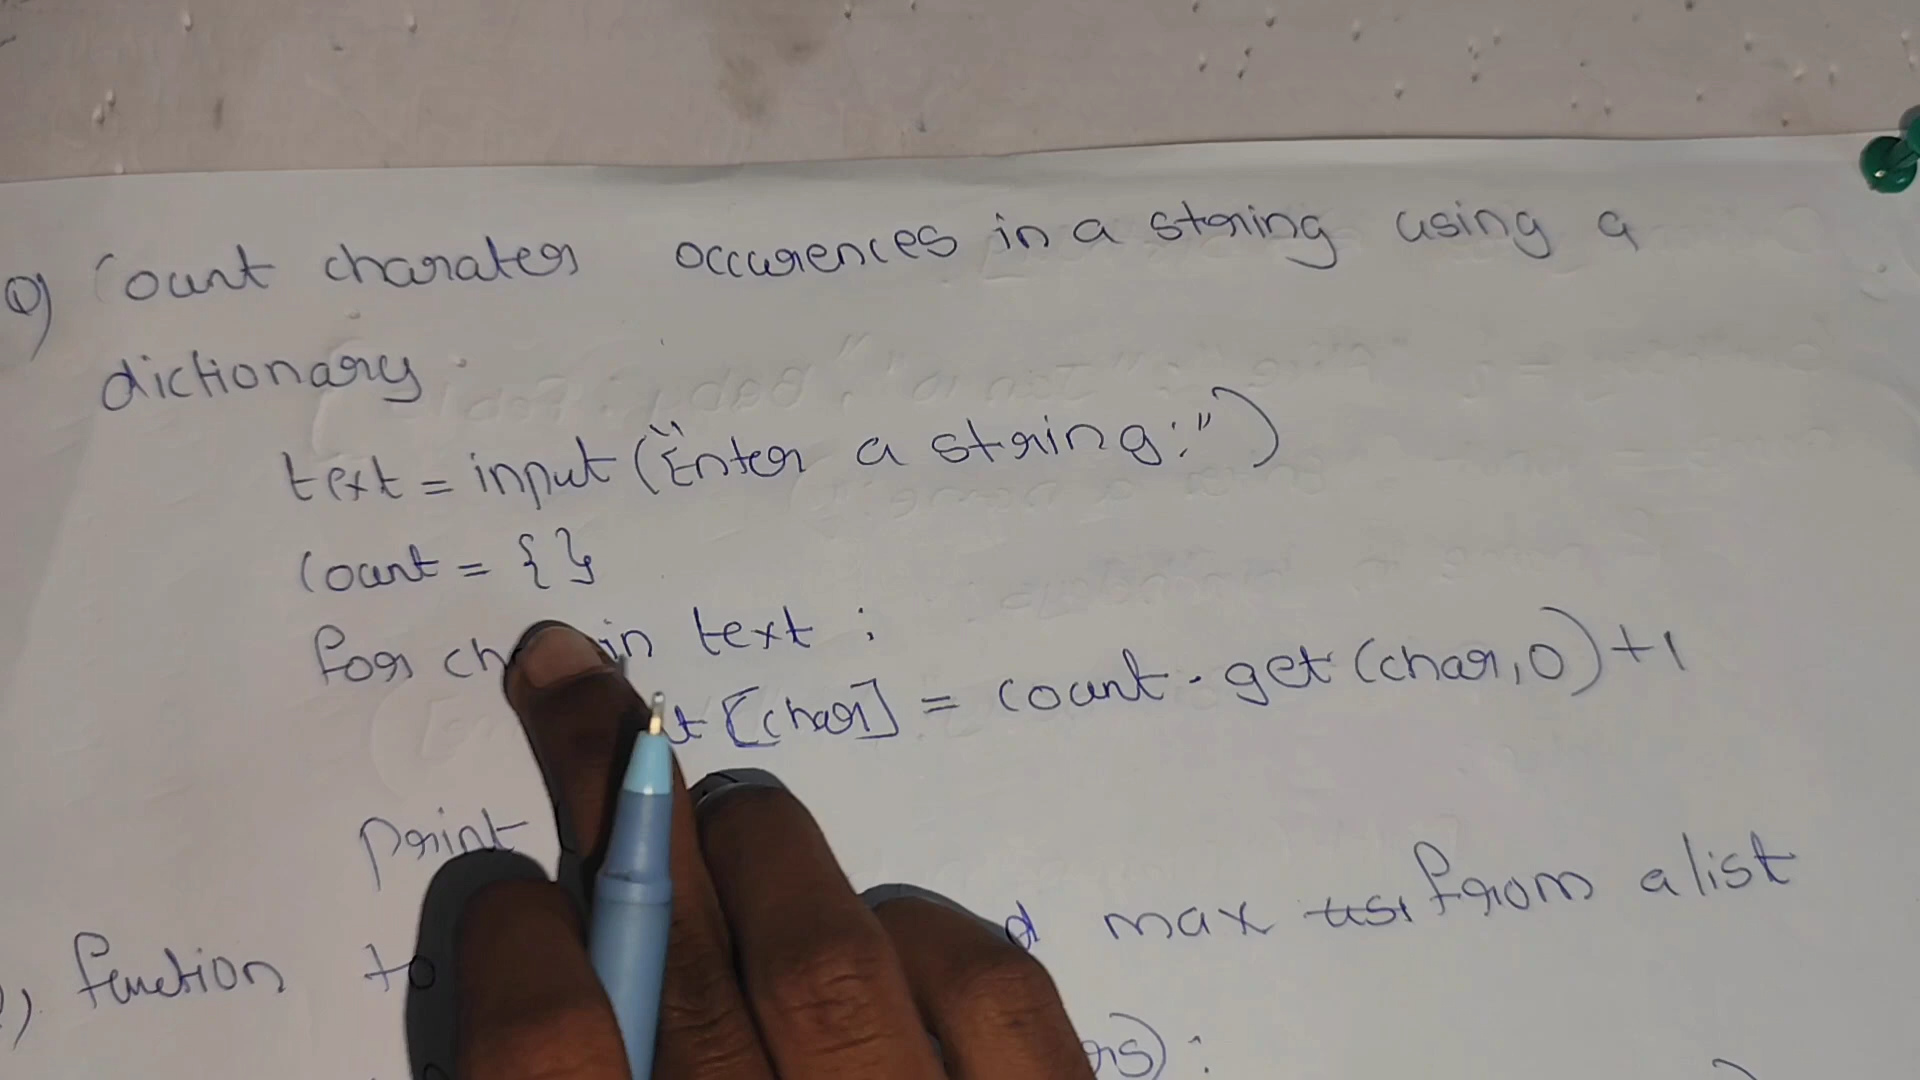 Q) Count charater occurences in a string using a
dictionary
text = input ("Enter a string:")
Count = { }
for in text :
[char] = count.get (char, 0) +1
print
function to max from a list